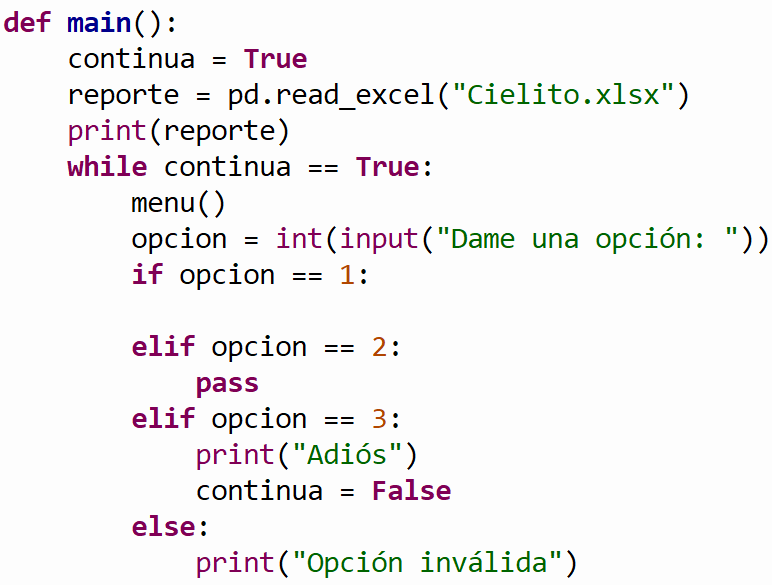 def main():
    continua = True
    reporte = pd.read_excel("Cielito.xlsx")
    print(reporte)
    while continua == True:
        menu()
        opcion = int(input("Dame una opción: "))
        if opcion == 1:

        elif opcion == 2:
            pass
        elif opcion == 3:
            print("Adiós")
            continua = False
        else:
            print("Opción inválida")